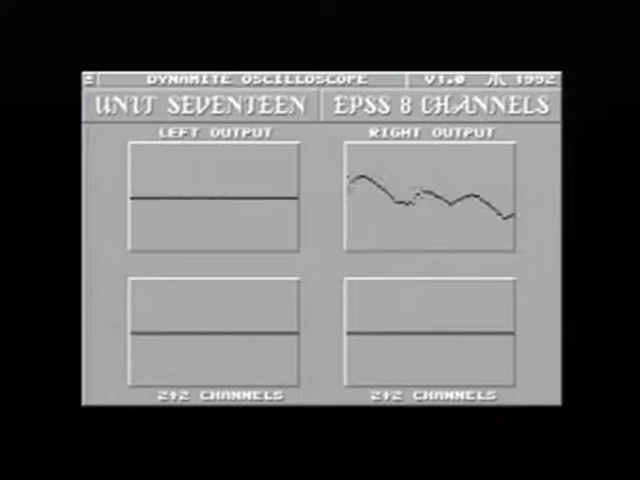 DYNAMITE OSCILLOSCOPE V1.0 1992
UNIT SEVENTEEN EPSS 8 CHANNELS
LEFT OUTPUT RIGHT OUTPUT
2+2 CHANNELS 2+2 CHANNELS